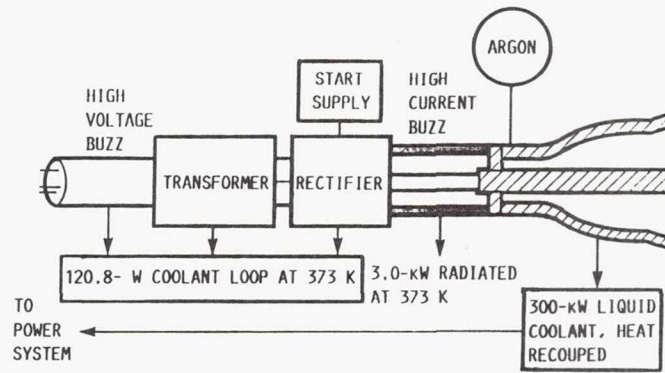 ARGON
START
SUPPLY
HIGH
VOLTAGE
BUZZ
HIGH
CURRENT
BUZZ
TRANSFORMER
RECTIFIER
120.8- W COOLANT LOOP AT 373 K
3.0-KW RADIATED
AT 373 K
300-KW LIQUID
COOLANT, HEAT
RECOUPED
TO
POWER
SYSTEM